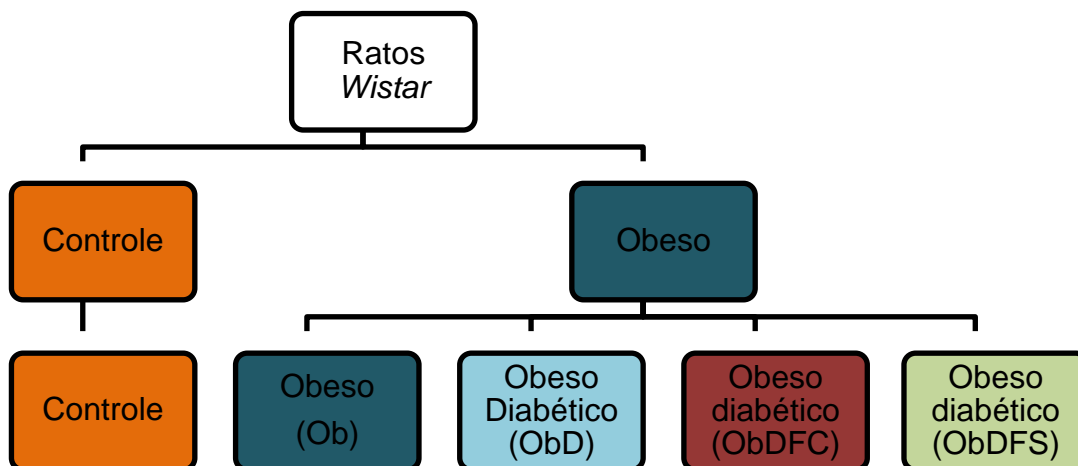 Ratos
Wistar
Controle
Obeso
Controle
Obeso
(Ob)
Obeso
Diabético
(ObD)
Obeso
diabético
(ObDFC)
Obeso
diabético
(ObDFS)